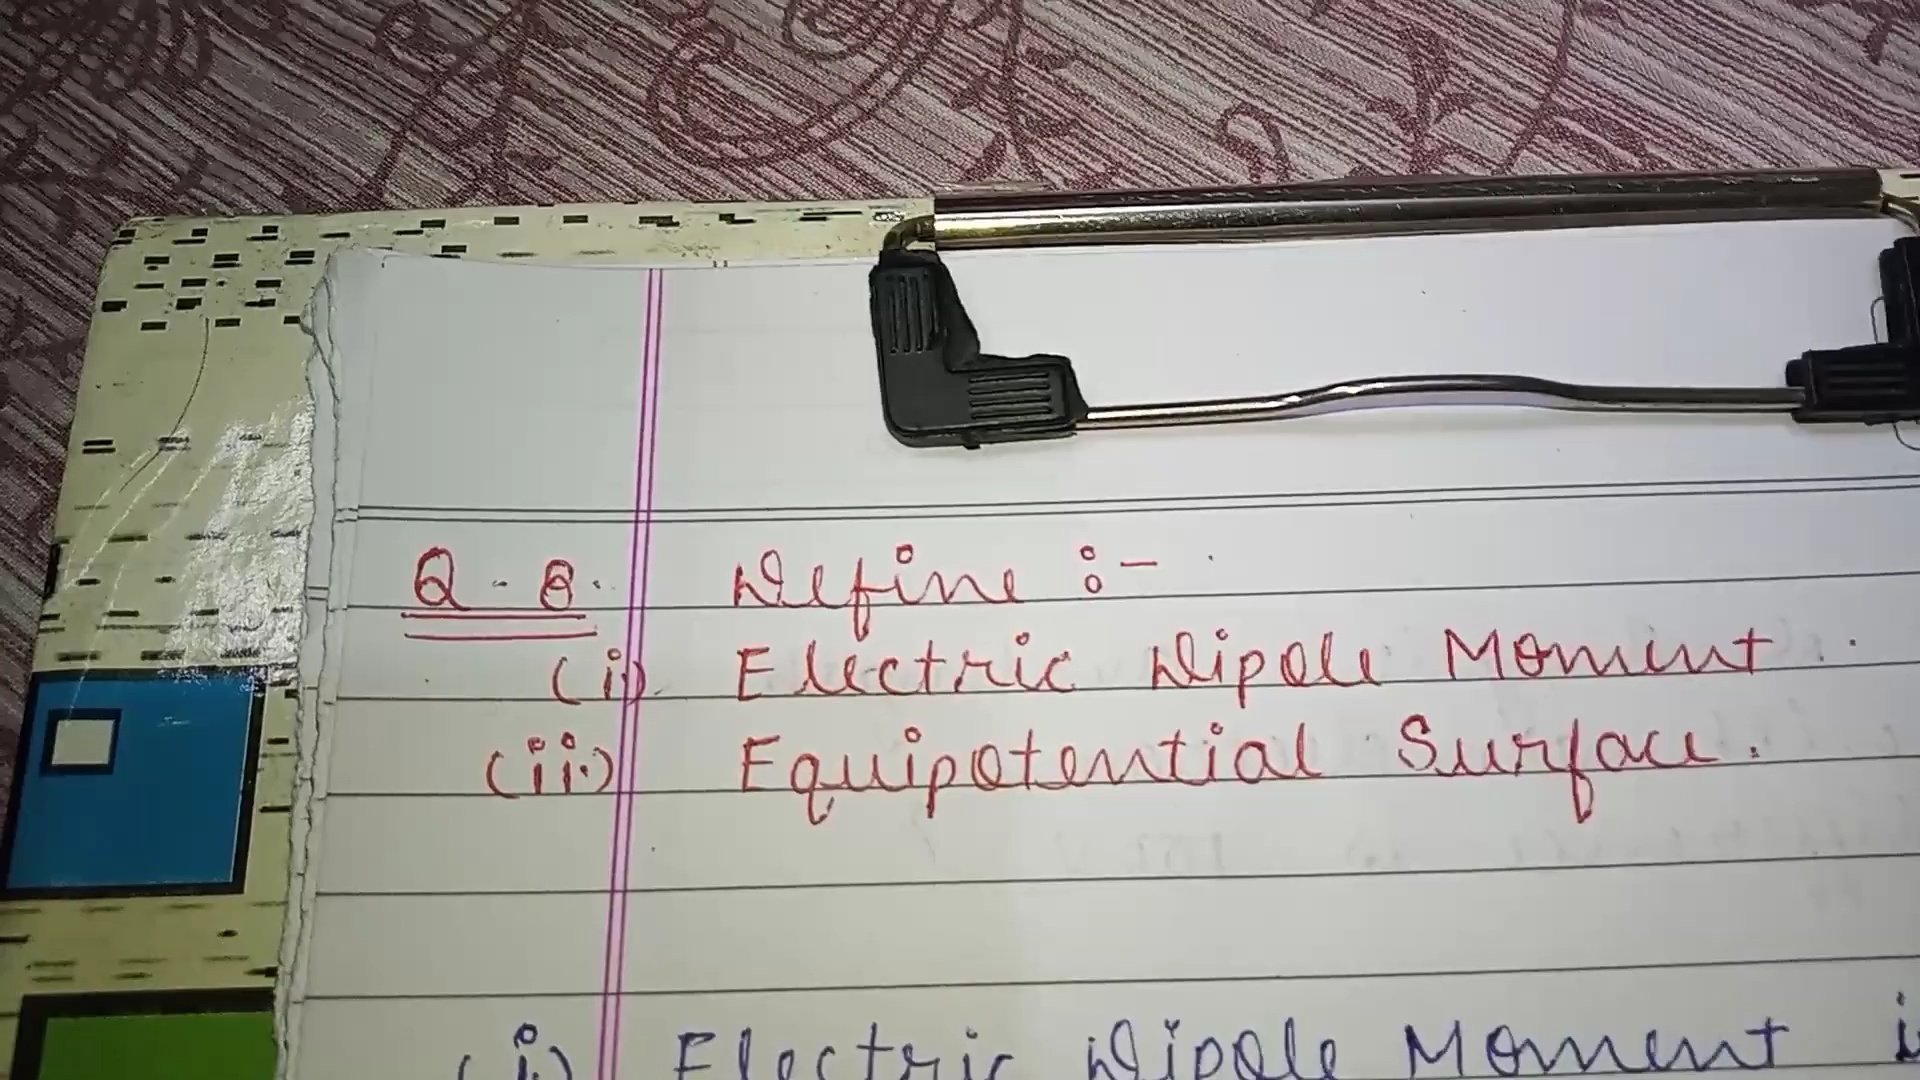 Q.8. Define :-
(i). Electric Dipole Moment.
(ii.) Equipotential Surface.
(i.) Electric Dipole Moment